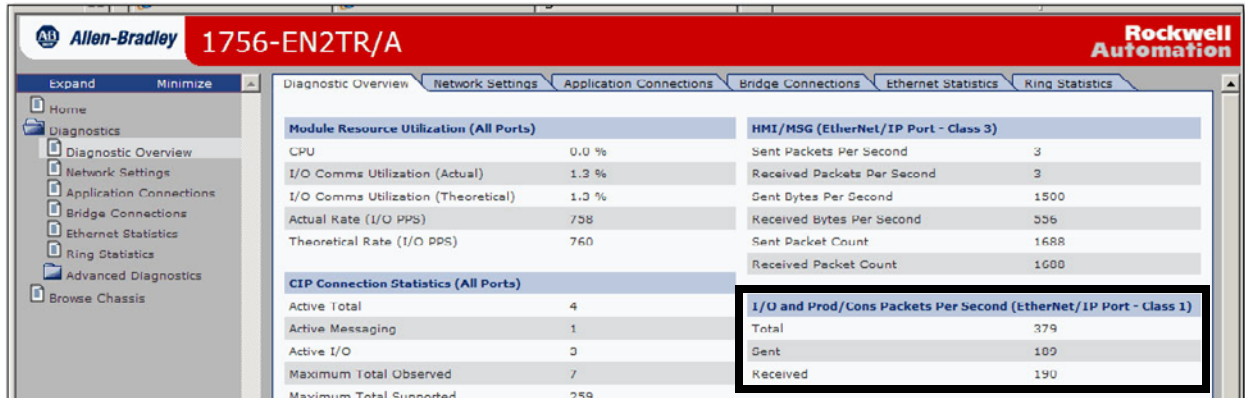 Allen-Bradley 1756-EN2TR/A
Rockwell Automation
Expand Minimize
Home
Diagnostics
Diagnostic Overview
Network Settings
Application Connections
Bridge Connections
Ethernet Statistics
Ring Statistics
Advanced Diagnostics
Browse Chassis
Diagnostic Overview Network Settings Application Connections Bridge Connections Ethernet Statistics Ring Statistics
Module Resource Utilization (All Ports)
CPU 0.0 %
I/O Comms Utilization (Actual) 1.3 %
I/O Comms Utilization (Theoretical) 1.3 %
Actual Rate (I/O PPS) 758
Theoretical Rate (I/O PPS) 760
CIP Connection Statistics (All Ports)
Active Total 4
Active Messaging 1
Active I/O 3
Maximum Total Observed 7
Maximum Total Supported 259
HMI/MSG (EtherNet/IP Port - Class 3)
Sent Packets Per Second 3
Received Packets Per Second 3
Sent Bytes Per Second 1500
Received Bytes Per Second 556
Sent Packet Count 1688
Received Packet Count 1688
I/O and Prod/Cons Packets Per Second (EtherNet/IP Port - Class 1)
Total 379
Sent 189
Received 190